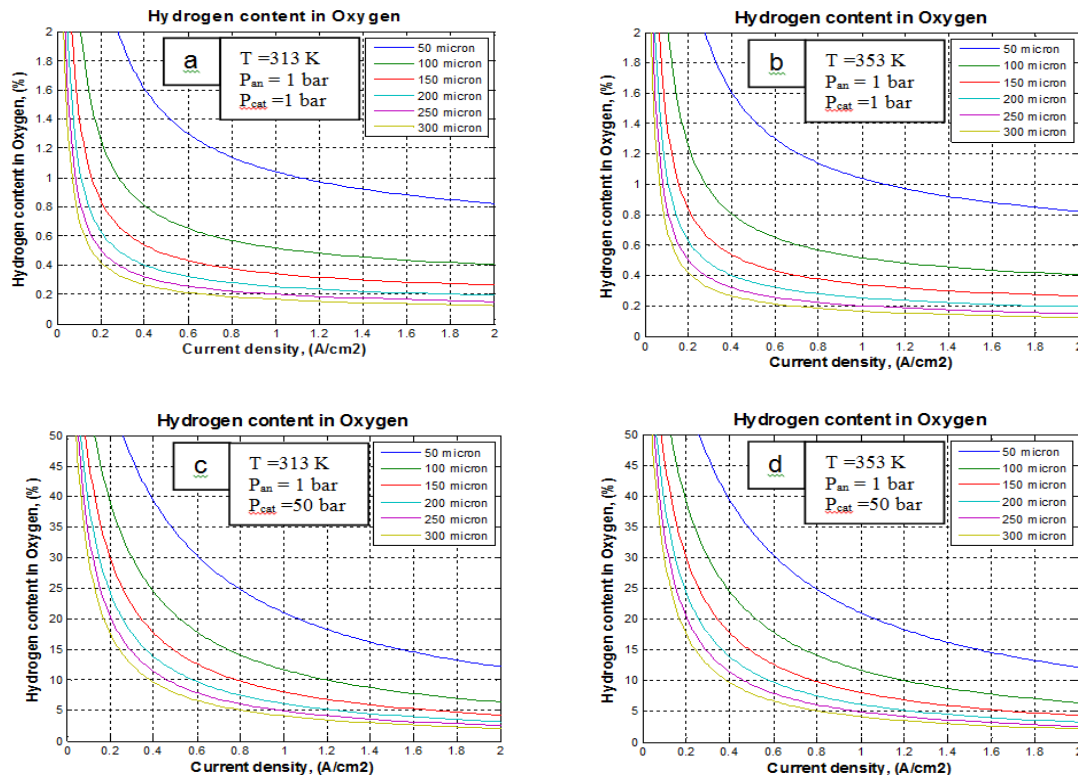 Hydrogen content in Oxygen
a
T =313 K
Pan = 1 bar
Pcat =1 bar
50 micron
100 micron
150 micron
200 micron
250 micron
300 micron
Hydrogen content in Oxygen, (%)
2
1.8
1.6
1.4
1.2
1
0.8
0.6
0.4
0.2
0
0 0.2 0.4 0.6 0.8 1 1.2 1.4 1.6 1.8 2
Current density, (A/cm2)
Hydrogen content in Oxygen
b
T =353 K
Pan = 1 bar
Pcat =1 bar
50 micron
100 micron
150 micron
200 micron
250 micron
300 micron
Hydrogen content in Oxygen, (%)
2
1.8
1.6
1.4
1.2
1
0.8
0.6
0.4
0.2
0
0 0.2 0.4 0.6 0.8 1 1.2 1.4 1.6 1.8 2
Current density, (A/cm2)
Hydrogen content in Oxygen
c
T =313 K
Pan = 1 bar
Pcat =50 bar
50 micron
100 micron
150 micron
200 micron
250 micron
300 micron
Hydrogen content in Oxygen, (%)
50
45
40
35
30
25
20
15
10
5
0
0 0.2 0.4 0.6 0.8 1 1.2 1.4 1.6 1.8 2
Current density, (A/cm2)
Hydrogen content in Oxygen
d
T =353 K
Pan = 1 bar
Pcat =50 bar
50 micron
100 micron
150 micron
200 micron
250 micron
300 micron
Hydrogen content in Oxygen, (%)
50
45
40
35
30
25
20
15
10
5
0
0 0.2 0.4 0.6 0.8 1 1.2 1.4 1.6 1.8 2
Current density, (A/cm2)